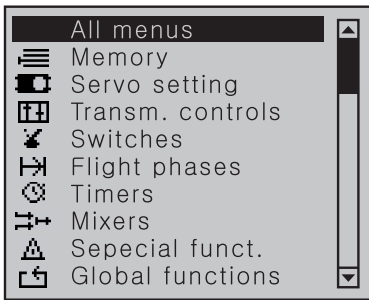 All menus
Memory
Servo setting
Transm. controls
Switches
Flight phases
Timers
Mixers
Sepecial funct.
Global functions